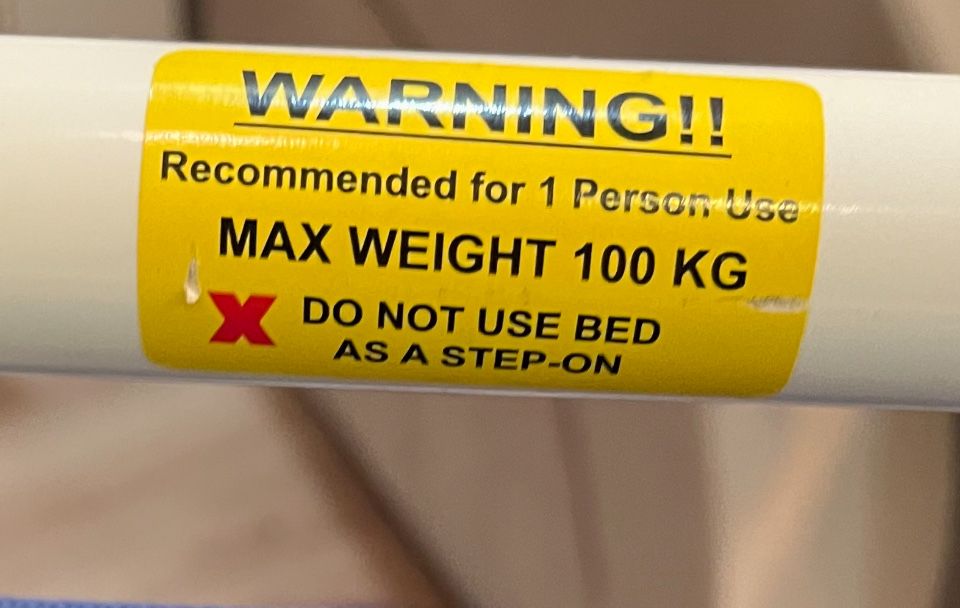 WARNING!!
Recommended for 1 Person Use
MAX WEIGHT 100 KG
X DO NOT USE BED
AS A STEP-ON